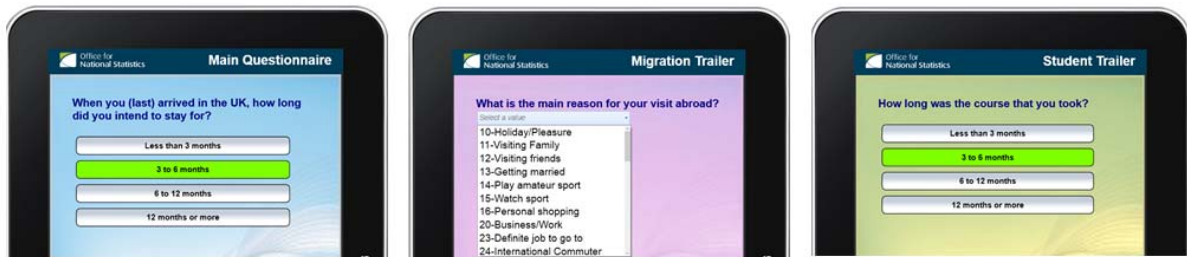 Office for
National Statistics
Main Questionnaire
When you (last) arrived in the UK, how long
did you intend to stay for?
Less than 3 months
3 to 6 months
6 to 12 months
12 months or more
Office for
National Statistics
Migration Trailer
What is the main reason for your visit abroad?
Select a value
10-Holiday/Pleasure
11-Visiting Family
12-Visiting friends
13-Getting married
14-Play amateur sport
15-Watch sport
16-Personal shopping
20-Business/Work
23-Definite job to go to
24-International Commuter
Office for
National Statistics
Student Trailer
How long was the course that you took?
Less than 3 months
3 to 6 months
6 to 12 months
12 months or more